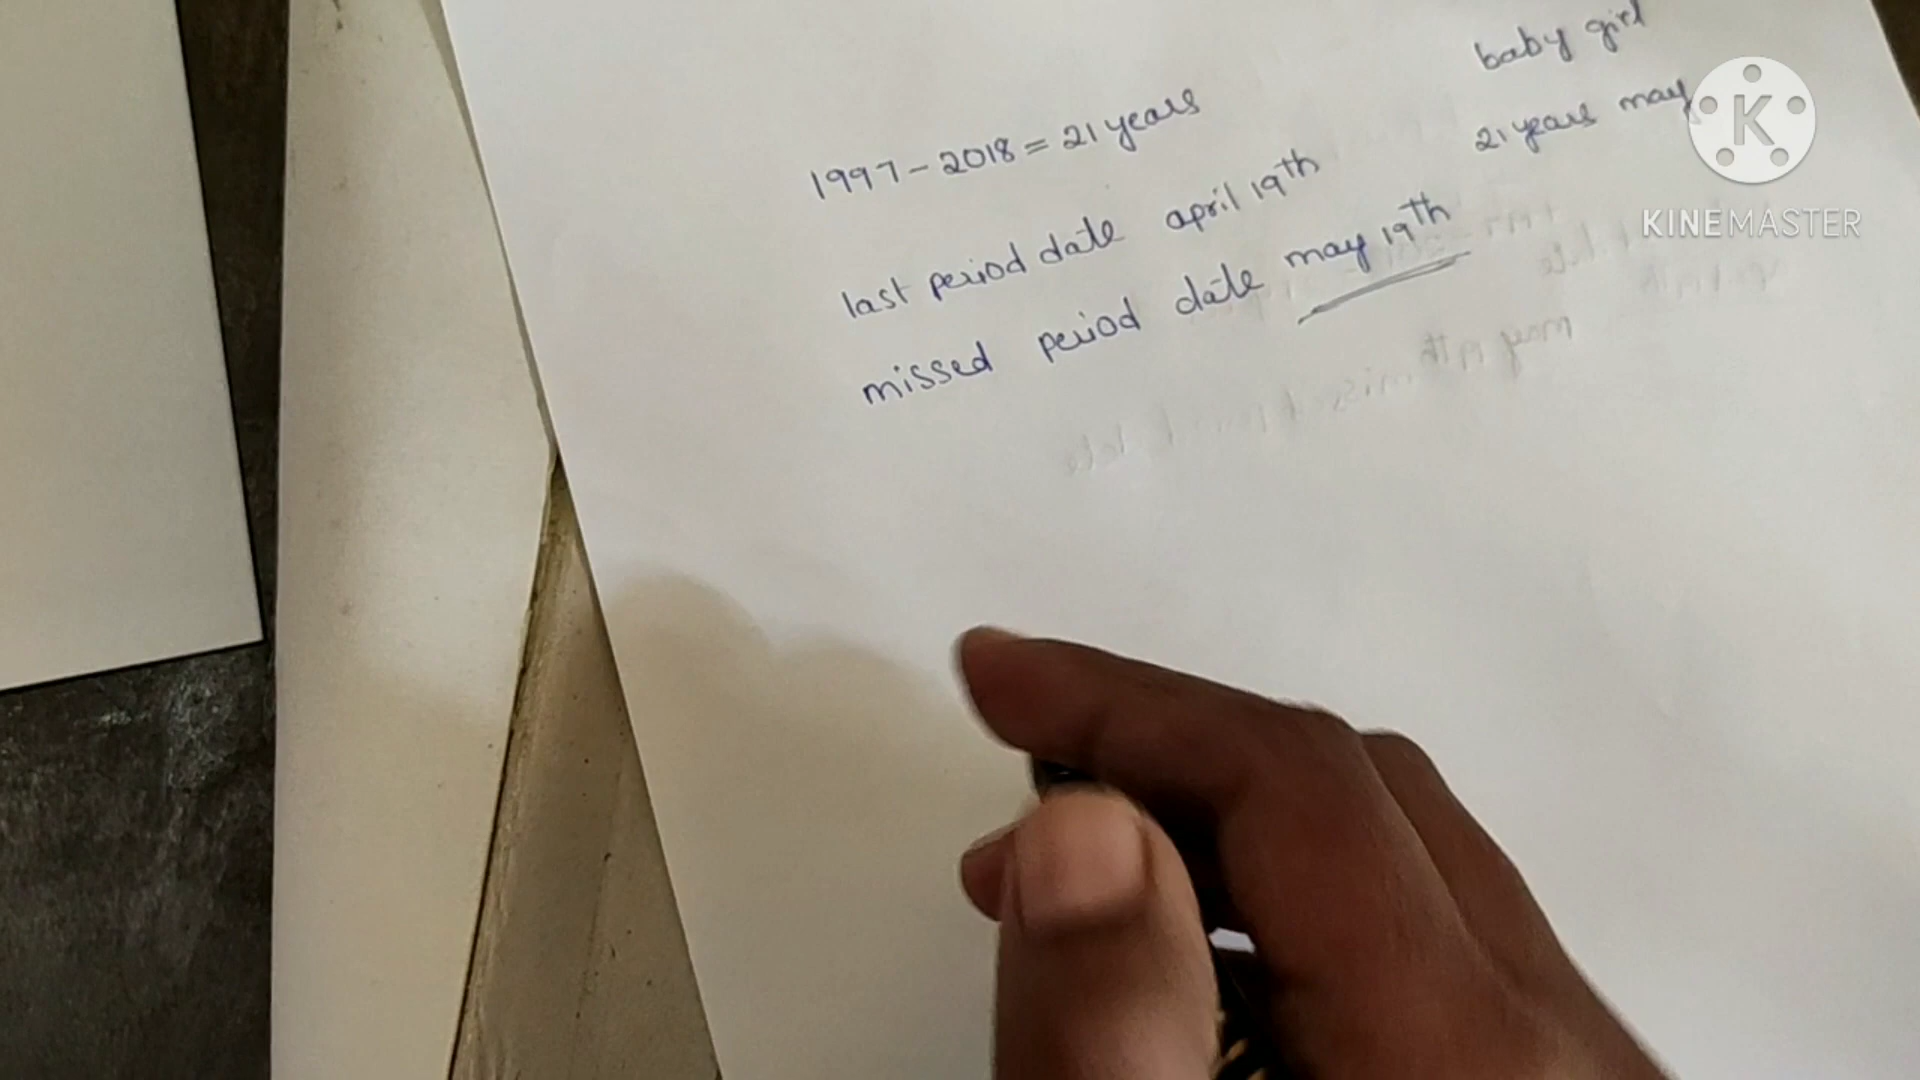 baby girl
1997 - 2018 = 21 years
21 years may
last period date april 19th
missed period date may 19th
KINEMASTER